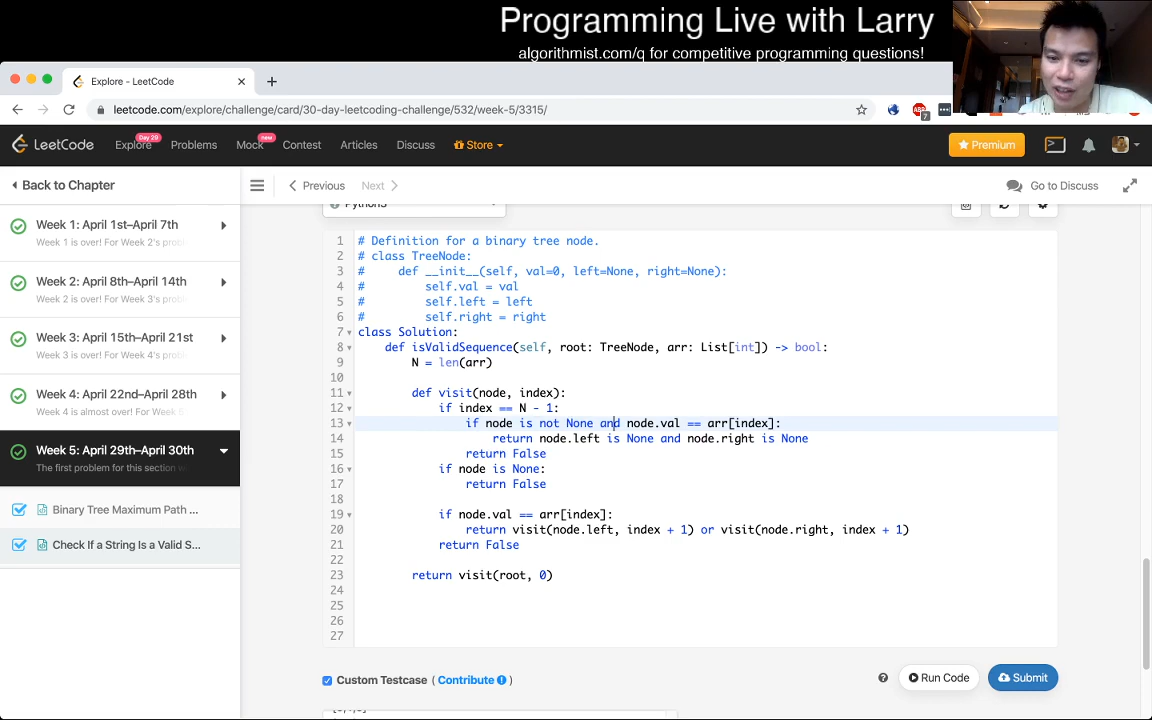 Programming Live with Larry
algorithmist.com/q for competitive programming questions!
Explore - LeetCode
leetcode.com/explore/challenge/card/30-day-leetcoding-challenge/532/week-5/3315/
7
LeetCode
Explore
Day 29
Problems
Mock
new
Contest
Articles
Discuss
Store
Premium
Back to Chapter
Previous
Next
Go to Discuss
Week 1: April 1st–April 7th
Week 1 is over! For Week 2's
Week 2: April 8th–April 14th
Week 2 is over! For Week 3's
Week 3: April 15th–April 21st
Week 3 is over! For Week 4's
Week 4: April 22nd–April 28th
Week 4 is almost over! For Week
Week 5: April 29th–April 30th
The first problem for this section
Binary Tree Maximum Path ...
Check If a String Is a Valid S...
Python3
1 # Definition for a binary tree node.
2 # class TreeNode:
3 #     def __init__(self, val=0, left=None, right=None):
4 #         self.val = val
5 #         self.left = left
6 #         self.right = right
7 class Solution:
8     def isValidSequence(self, root: TreeNode, arr: List[int]) -> bool:
9         N = len(arr)
10
11         def visit(node, index):
12             if index == N - 1:
13                 if node is not None and node.val == arr[index]:
14                     return node.left is None and node.right is None
15                 return False
16             if node is None:
17                 return False
18
19             if node.val == arr[index]:
20                 return visit(node.left, index + 1) or visit(node.right, index + 1)
21             return False
22
23         return visit(root, 0)
24
25
26
27
Custom Testcase ( Contribute )
Run Code
Submit